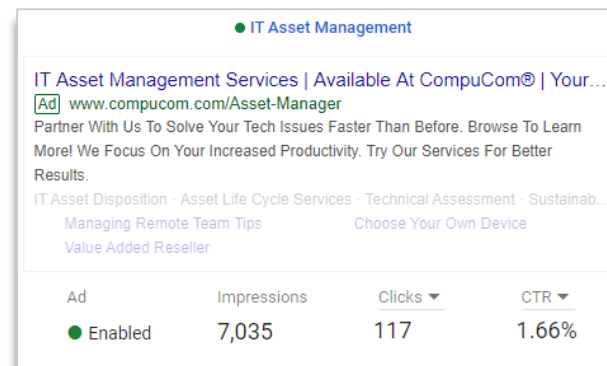 IT Asset Management
IT Asset Management Services | Available At CompuCom® | Your...
Ad www.compucom.com/Asset-Manager
Partner With Us To Solve Your Tech Issues Faster Than Before. Browse To Learn
More! We Focus On Your Increased Productivity. Try Our Services For Better
Results.
IT Asset Disposition · Asset Life Cycle Services · Technical Assessment · Sustainab...
Managing Remote Team Tips Choose Your Own Device
Value Added Reseller
Ad Impressions Clicks CTR
Enabled 7,035 117 1.66%